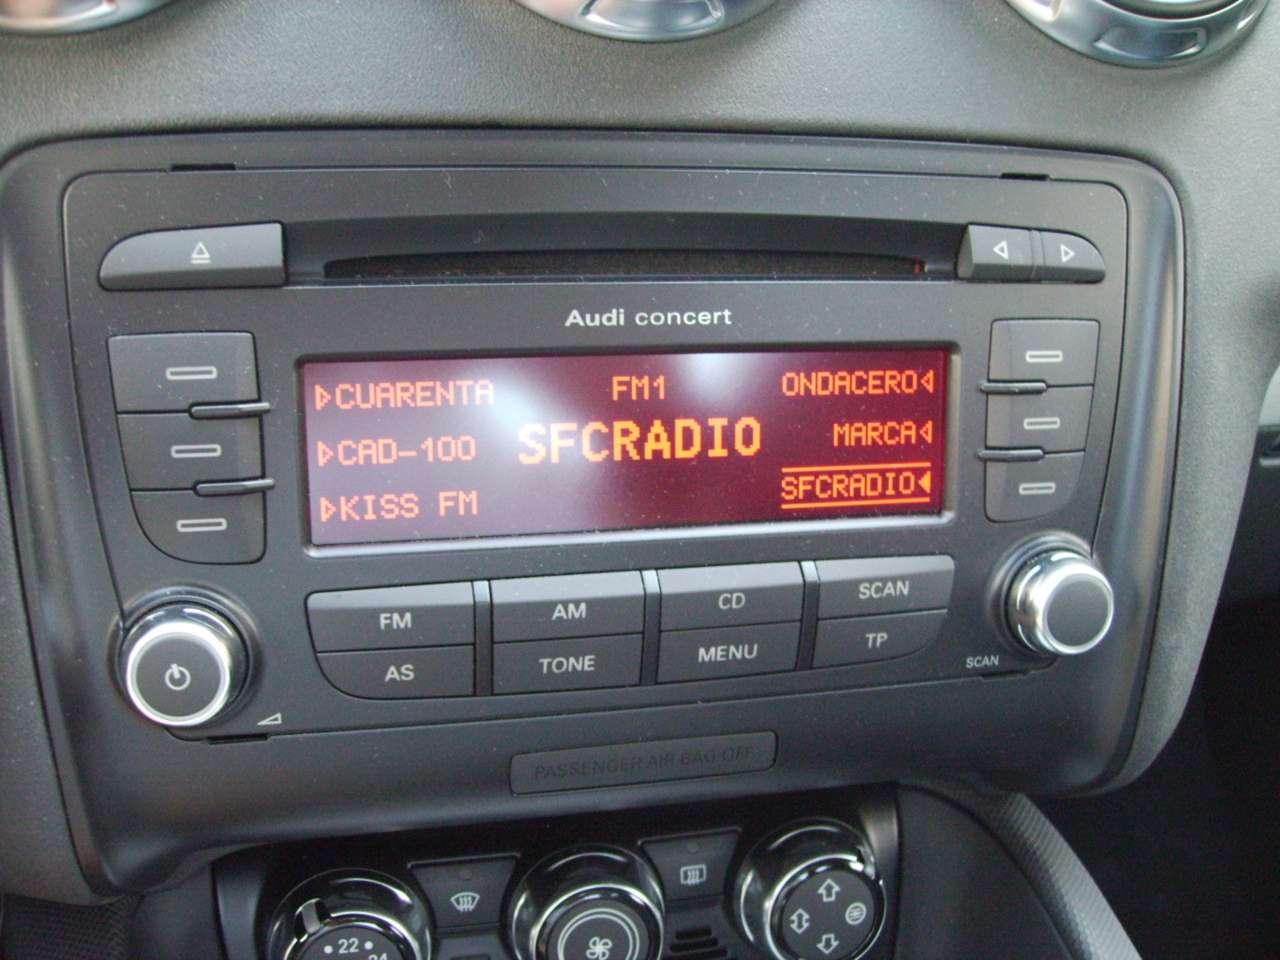 Audi concert
CUARENTA FM1 ONDACERO
CAD-100 SFCRADIO MARCA
KISS FM SFCRADIO
FM AM CD SCAN
AS TONE MENU TP
SCAN
PASSENGER AIR BAG OFF
22
24